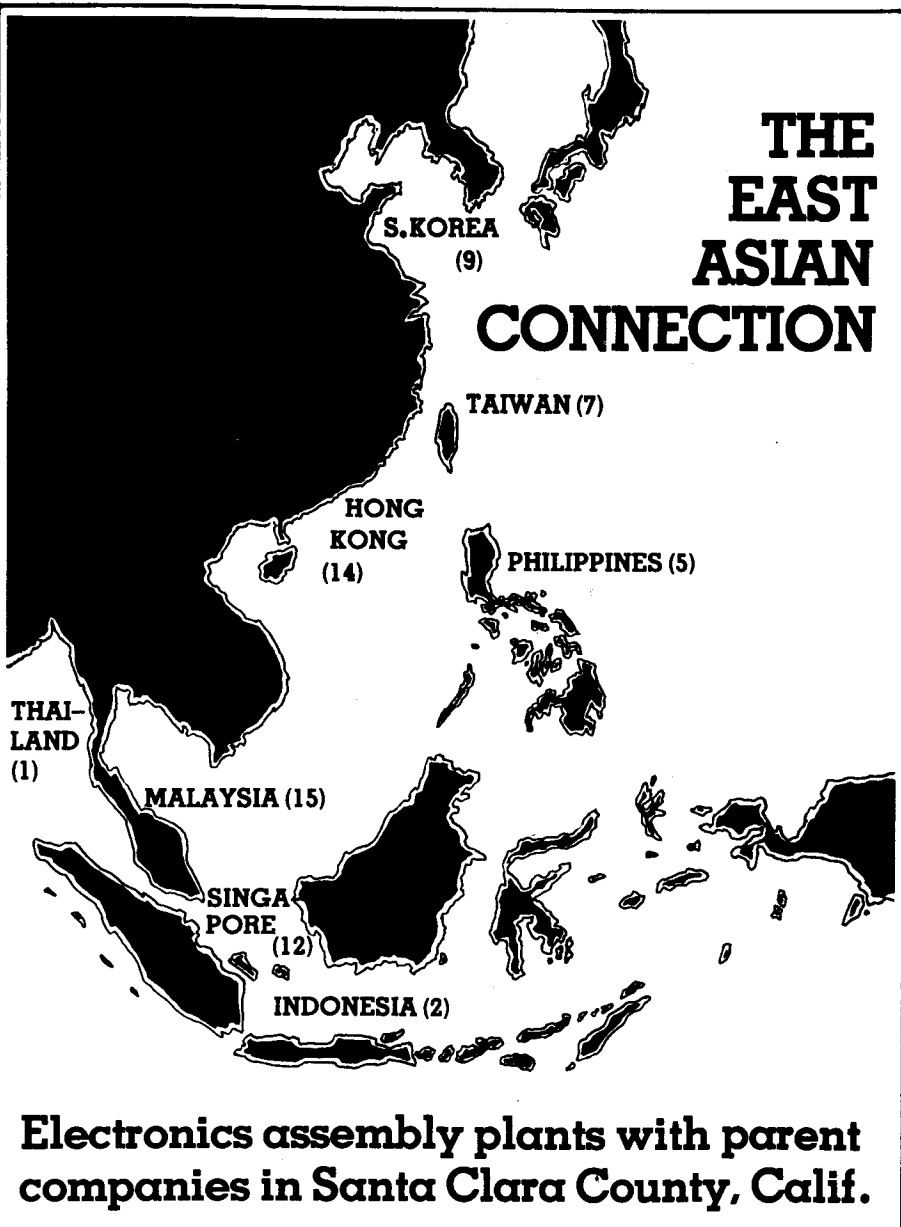 THE
EAST
ASIAN
CONNECTION
S.KOREA
(9)
TAIWAN (7)
HONG
KONG
(14)
PHILIPPINES (5)
THAI-
LAND
(1)
MALAYSIA (15)
SINGA
PORE
(12)
INDONESIA (2)
Electronics assembly plants with parent
companies in Santa Clara County, Calif.